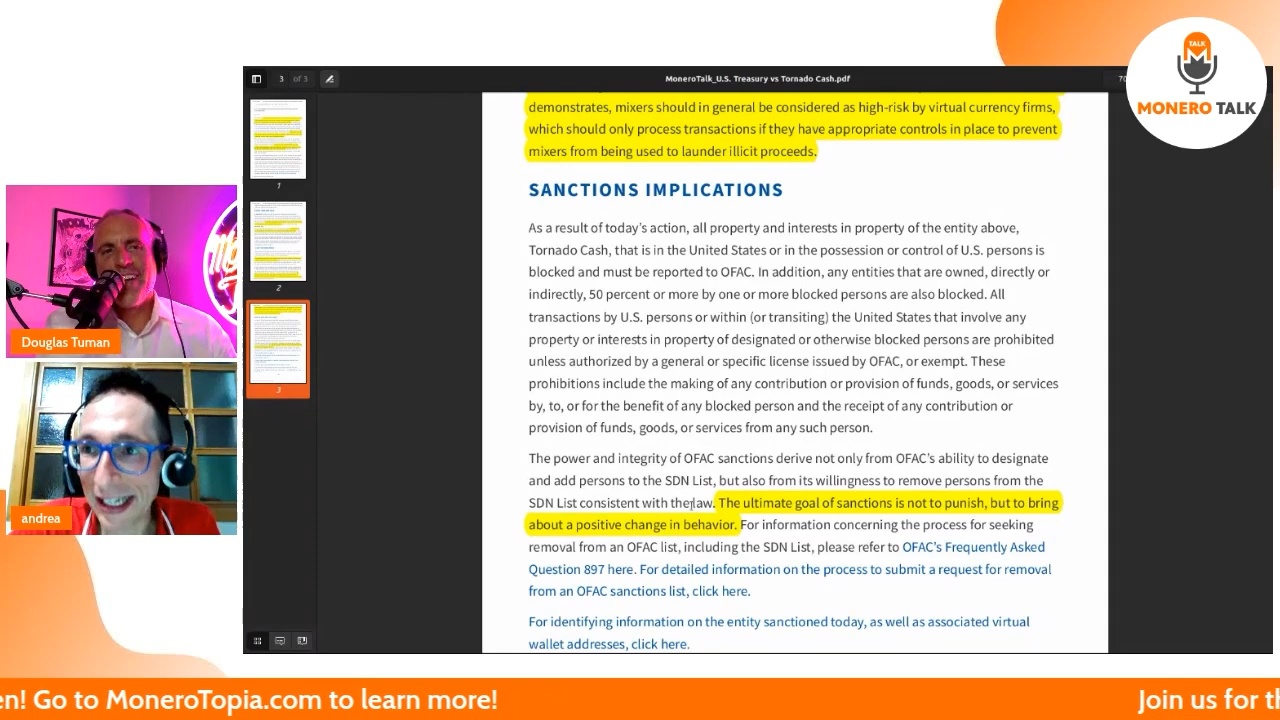 3 of 3
MoneroTalk_U.S. Treasury vs Tornado Cash.pdf
TALK
MONERO TALK
1
2
3
Douglas Tuman
andrea
demonstrates, mixers should in general be considered as high-risk by virtual currency firms,
which should only process transactions if they have appropriate controls in place to prevent
mixers from being used to launder illicit proceeds.
SANCTIONS IMPLICATIONS
As a result of today's action, all property and interests in property of the entity above,
Tornado Cash, that is in the United States or in the possession or control of U.S. persons is
blocked and must be reported to OFAC. In addition, any entities that are owned, directly or
indirectly, 50 percent or more by one or more blocked persons are also blocked. All
transactions by U.S. persons or within (or transiting) the United States that involve any
property or interests in property of designated or otherwise blocked persons are prohibited
unless authorized by a general or specific license issued by OFAC, or exempt. These
prohibitions include the making of any contribution or provision of funds, goods, or services
by, to, or for the benefit of any blocked person and the receipt of any contribution or
provision of funds, goods, or services from any such person.
The power and integrity of OFAC sanctions derive not only from OFAC's ability to designate
and add persons to the SDN List, but also from its willingness to remove persons from the
SDN List consistent with the law. The ultimate goal of sanctions is not to punish, but to bring
about a positive change in behavior. For information concerning the process for seeking
removal from an OFAC list, including the SDN List, please refer to OFAC's Frequently Asked
Question 897 here. For detailed information on the process to submit a request for removal
from an OFAC sanctions list, click here.
For identifying information on the entity sanctioned today, as well as associated virtual
wallet addresses, click here.
en! Go to MoneroTopia.com to learn more!
Join us for th